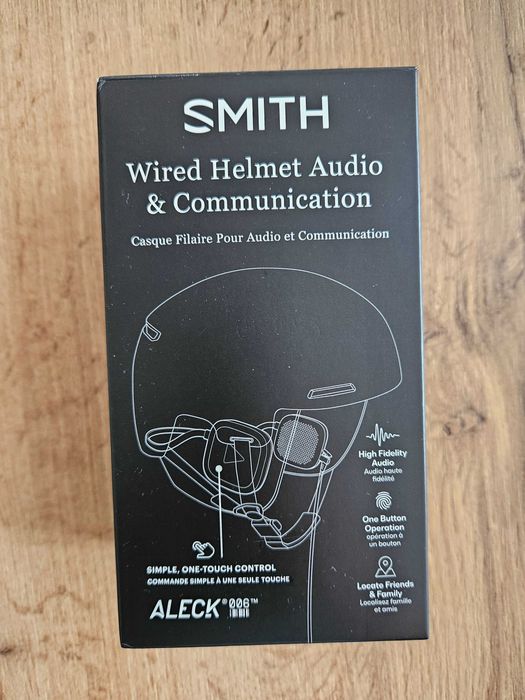 SMITH
Wired Helmet Audio
& Communication
Casque Filaire Pour Audio et Communication
High Fidelity
Audio
Audio haute
fidélité
One Button
Operation
opération à
un bouton
SIMPLE, ONE-TOUCH CONTROL
COMMANDE SIMPLE À UNE SEULE TOUCHE
Locate Friends
& Family
Localisez famille
et amis
ALECK® 006™